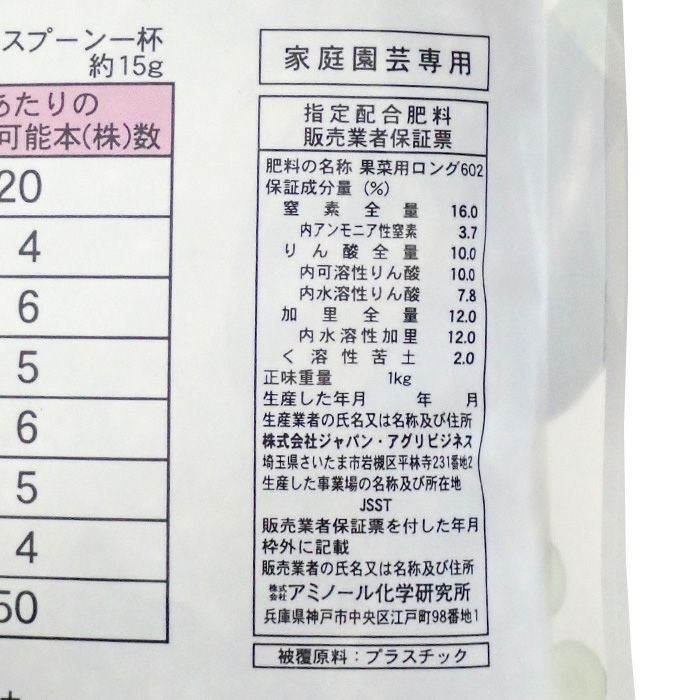 スプーン一杯
約15g
あたりの
可能本(株)数
20
4
6
5
6
5
4
50
家庭園芸専用
指定配合肥料
販売業者保証票
肥料の名称 果菜用ロング602
保証成分量 (%)
窒素全量 16.0
内アンモニア性窒素 3.7
りん酸全量 10.0
内可溶性りん酸 10.0
内水溶性りん酸 7.8
加里全量 12.0
内水溶性加里 12.0
く溶性苦土 2.0
正味重量 1kg
生産した年月 年 月
生産業者の氏名又は名称及び住所
株式会社ジャパン・アグリビジネス
埼玉県さいたま市岩槻区平林寺231番地2
生産した事業場の名称及び所在地
JSST
販売業者保証票を付した年月
枠外に記載
販売業者の氏名又は名称及び住所
株式会社アミノール化学研究所
兵庫県神戸市中央区江戸町98番地1
被覆原料：プラスチック